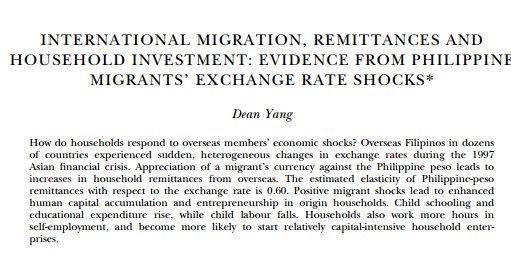 INTERNATIONAL MIGRATION, REMITTANCES AND
HOUSEHOLD INVESTMENT: EVIDENCE FROM PHILIPPINE
MIGRANTS' EXCHANGE RATE SHOCKS*
Dean Yang
How do households respond to overseas members' economic shocks? Overseas Filipinos in dozens
of countries experienced sudden, heterogeneous changes in exchange rates during the 1997
Asian financial crisis. Appreciation of a migrant's currency against the Philippine peso leads to
increases in household remittances from overseas. The estimated elasticity of Philippine-peso
remittances with respect to the exchange rate is 0.60. Positive migrant shocks lead to enhanced
human capital accumulation and entrepreneurship in origin households. Child schooling and
educational expenditure rise, while child labour falls. Households also work more hours in
self-employment, and become more likely to start relatively capital-intensive household enter-
prises.